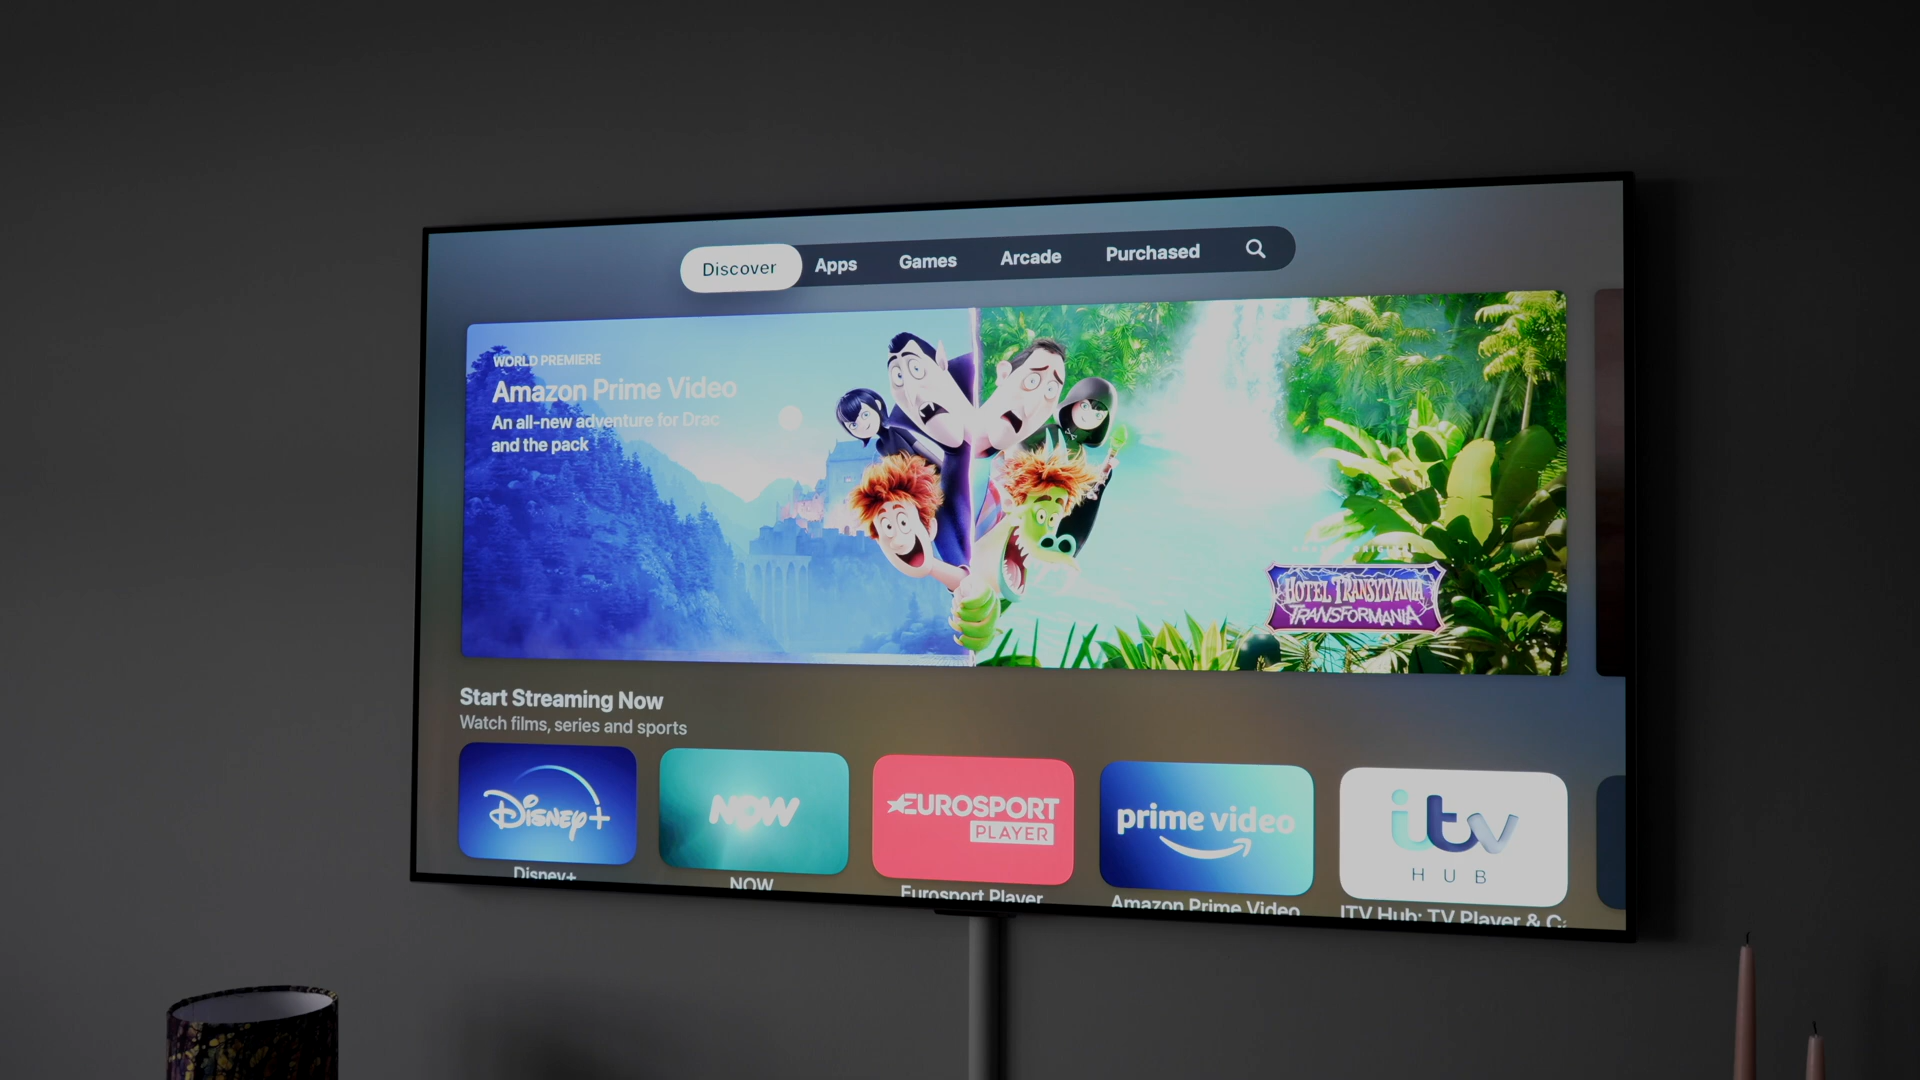 Discover Apps Games Arcade Purchased
WORLD PREMIERE
Amazon Prime Video
An all-new adventure for Drac
and the pack
HOTEL TRANSYLVANIA
TRANSFORMANIA
Start Streaming Now
Watch films, series and sports
Disney+
NOW
EUROSPORT
PLAYER
prime video
itv
HUB
Disney+
NOW
Eurosport Player
Amazon Prime Video
ITV Hub: TV Player &